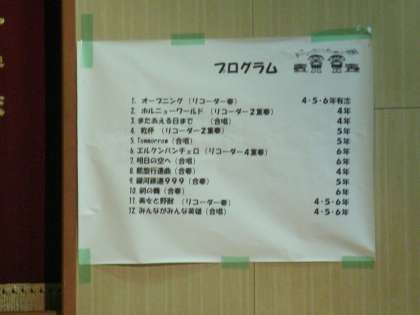 プログラム
1. オープニング（リコーダー奏） 4・5・6年有志
2. ホルニューワールド（リコーダー2重奏） 4年
3. またあえる日まで （合唱） 4年
4. 乾杯 （リコーダー2重奏） 5年
5. Tomorrow（合唱） 5年
6. エルクンバンチェロ（リコーダー4重奏） 6年
7. 明日の空へ（合唱） 6年
8. 行進曲（合奏） 4年
9. 銀河鉄道999（合奏） 5年
10. 剣の舞（合奏） 6年
11. 美女と野獣 （リコーダー奏） 4・5・6年
12. みんながみんな英雄（合唱） 4・5・6年